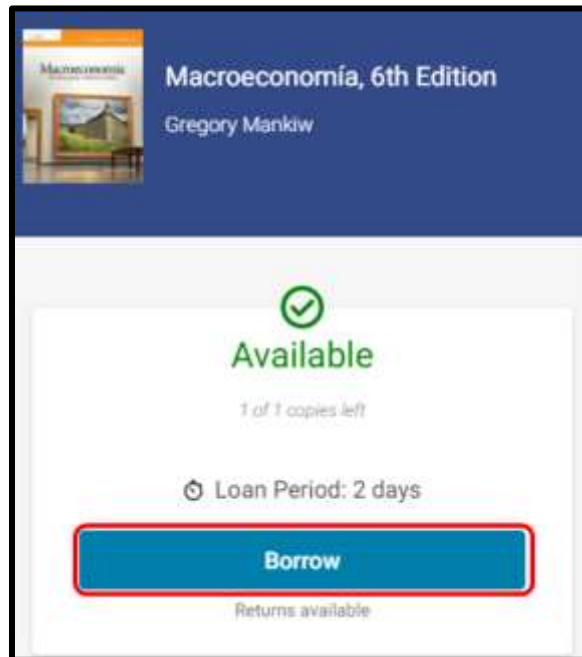 Macroeconomía
Macroeconomía, 6th Edition
Gregory Mankiw
Available
1 of 1 copies left
Loan Period: 2 days
Borrow
Returns available